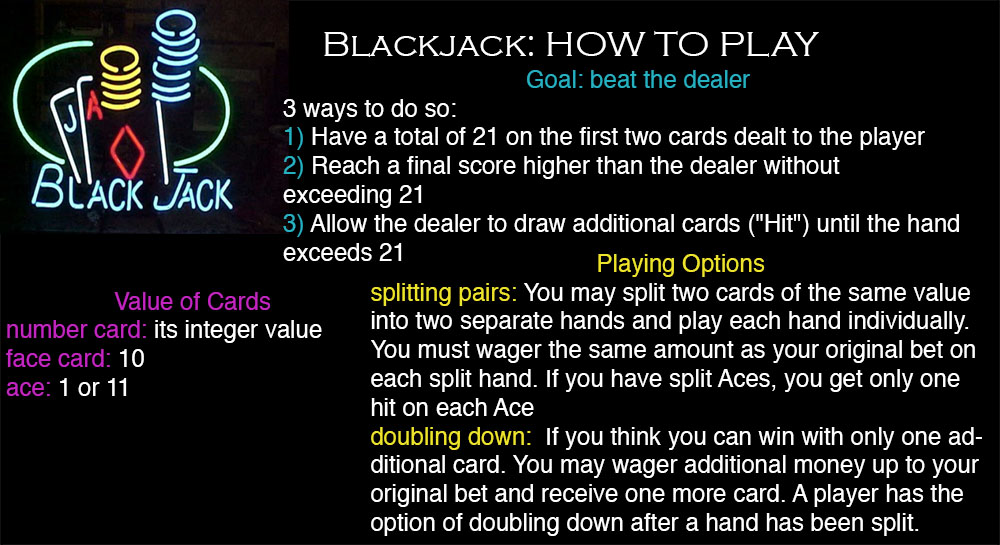 BLACKJACK: HOW TO PLAY
Goal: beat the dealer
3 ways to do so:
1) Have a total of 21 on the first two cards dealt to the player
2) Reach a final score higher than the dealer without
exceeding 21
3) Allow the dealer to draw additional cards ("Hit") until the hand
exceeds 21
J
A
BLACK JACK
Value of Cards
number card: its integer value
face card: 10
ace: 1 or 11
Playing Options
splitting pairs: You may split two cards of the same value
into two separate hands and play each hand individually.
You must wager the same amount as your original bet on
each split hand. If you have split Aces, you get only one
hit on each Ace
doubling down: If you think you can win with only one ad-
ditional card. You may wager additional money up to your
original bet and receive one more card. A player has the
option of doubling down after a hand has been split.